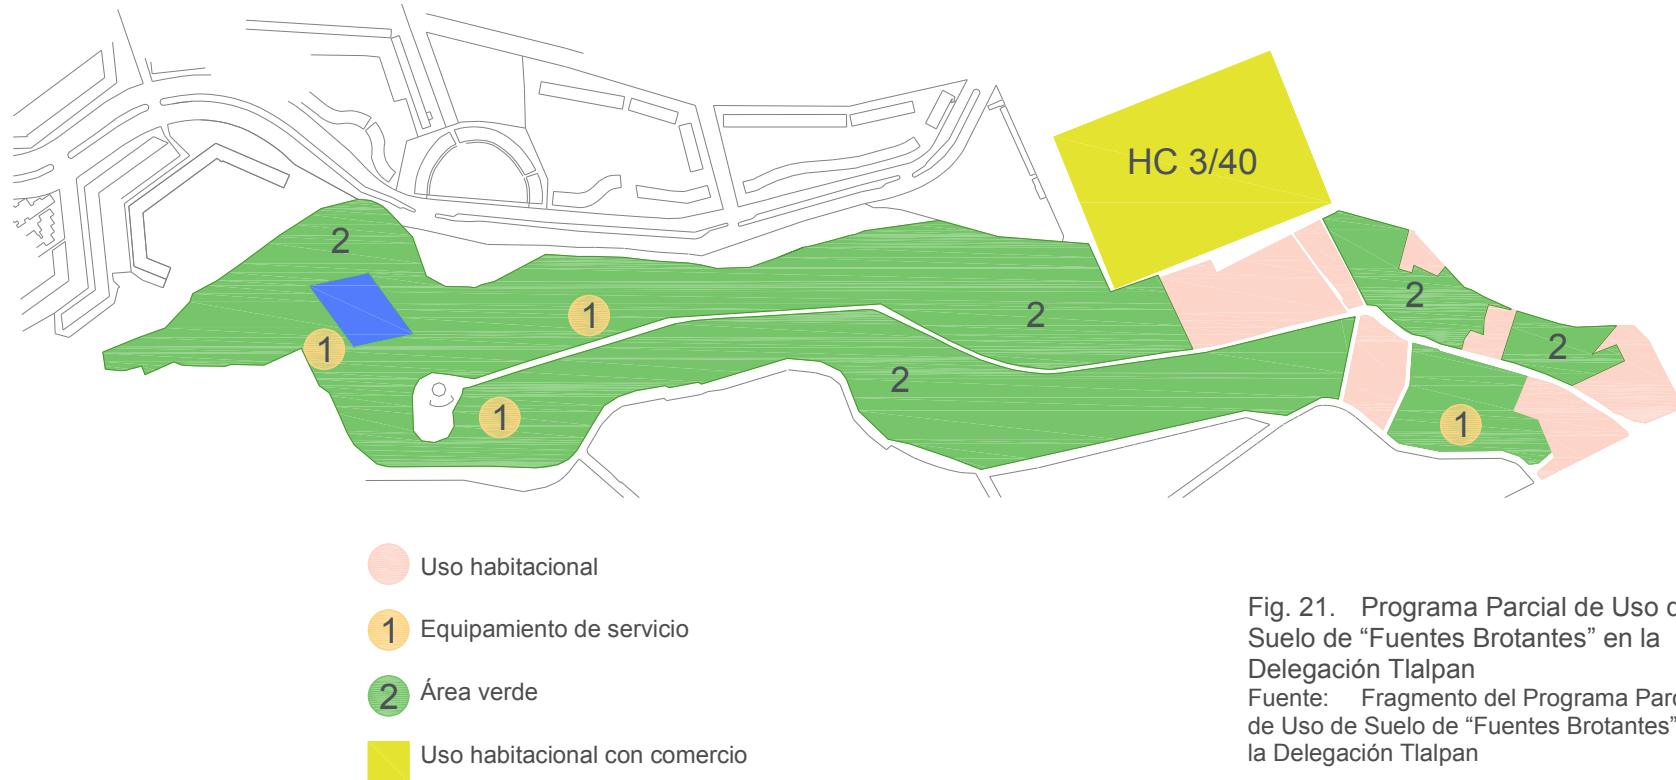 HC 3/40
2
2
2
1
1
2
2
1
1
Uso habitacional
1 Equipamiento de servicio
2 Área verde
Uso habitacional con comercio
Fig. 21. Programa Parcial de Uso
Suelo de “Fuentes Brotantes” en la
Delegación Tlalpan
Fuente: Fragmento del Programa
de Uso de Suelo de “Fuentes Brotantes”
la Delegación Tlalpan